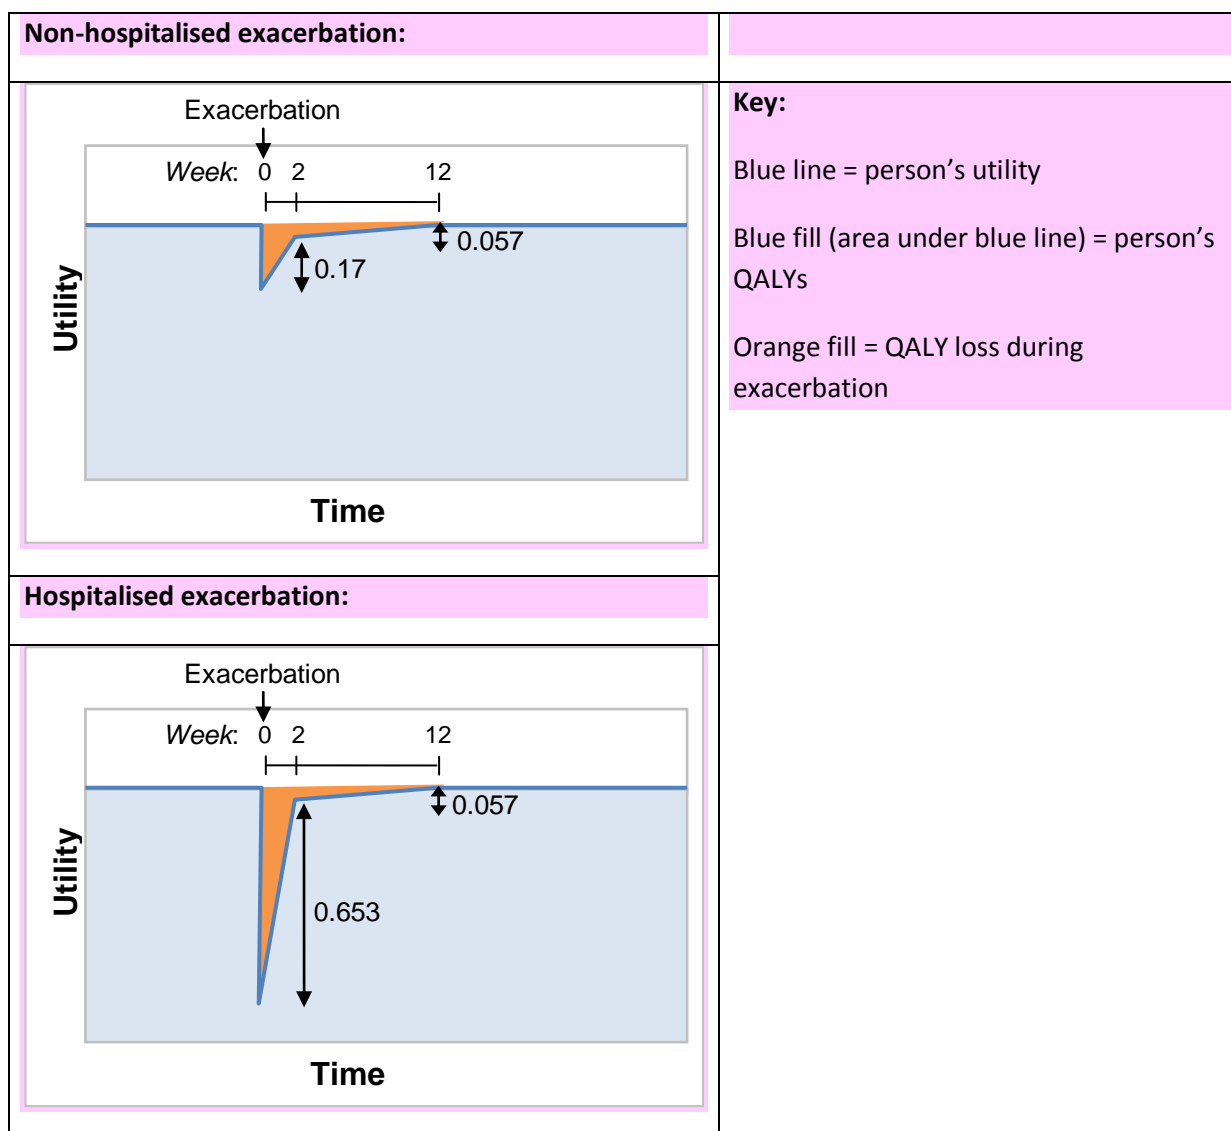 Non-hospitalised exacerbation:
Exacerbation
Week: 0 2 12
0.057
0.17
Utility
Time
Key:
Blue line = person’s utility
Blue fill (area under blue line) = person’s
QALYs
Orange fill = QALY loss during
exacerbation
Hospitalised exacerbation:
Exacerbation
Week: 0 2 12
0.057
0.653
Utility
Time